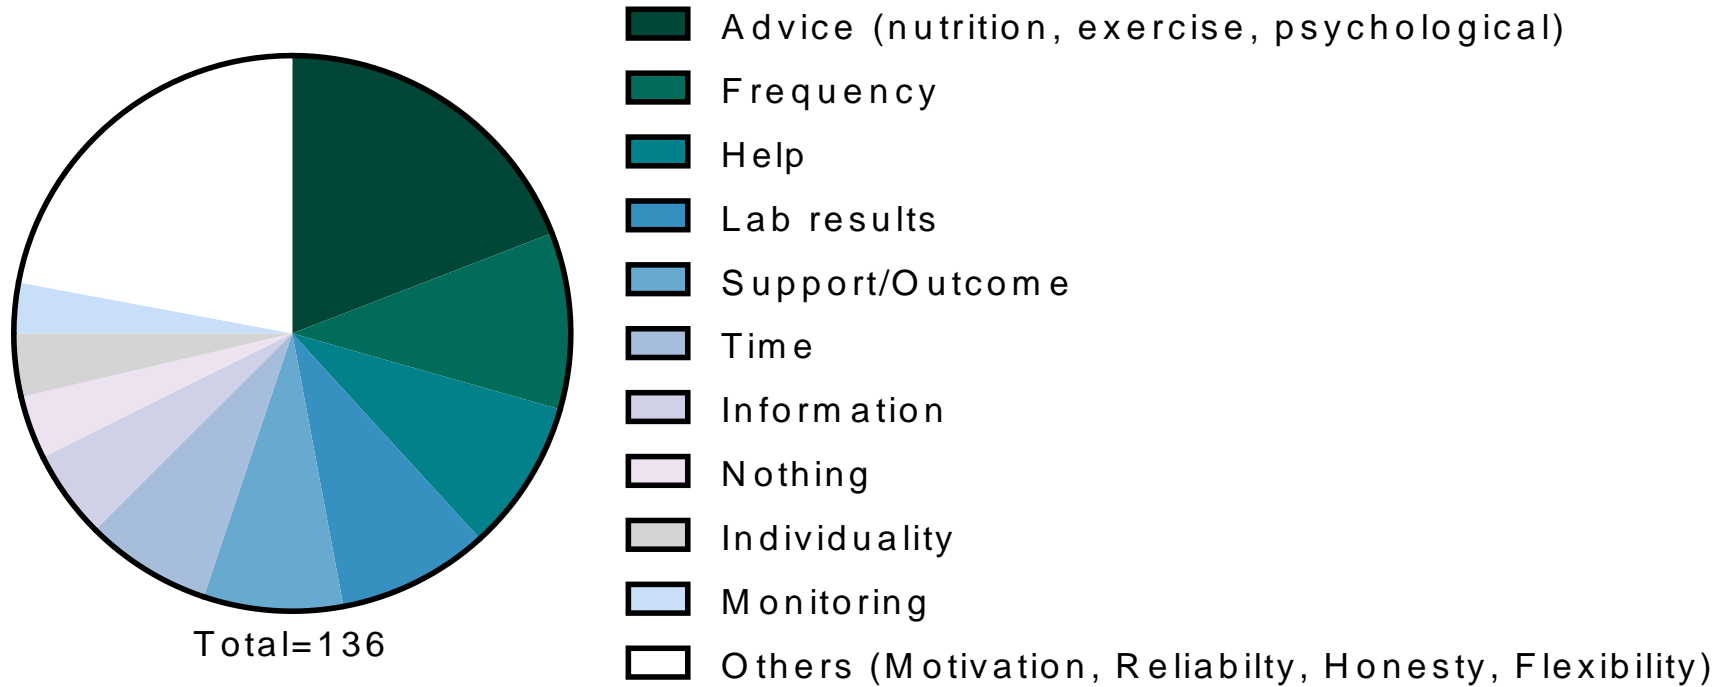 Advice (nutrition, exercise, psychological)
Frequency
Help
Lab results
Support/Outcome
Time
Information
Nothing
Individuality
Monitoring
Others (Motivation, Reliabilty, Honesty, Flexibility)
Total=136